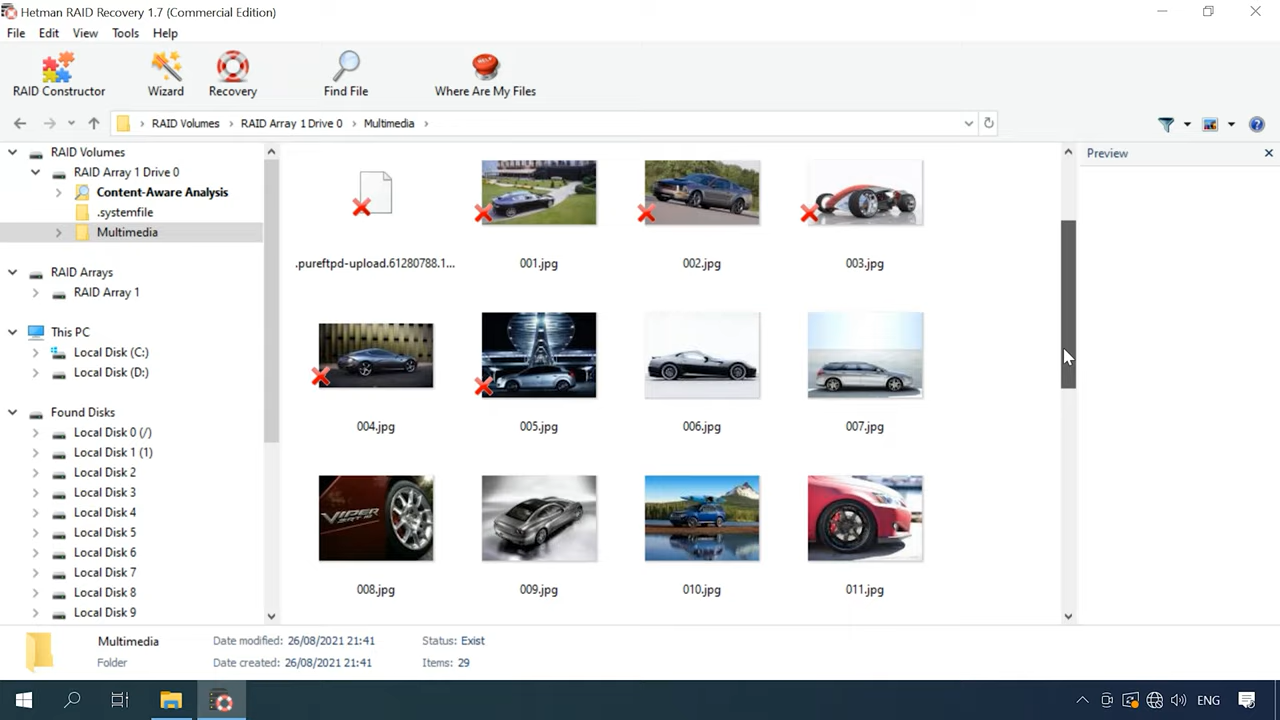 Hetman RAID Recovery 1.7 (Commercial Edition)
File Edit View Tools Help
RAID Constructor Wizard Recovery Find File Where Are My Files
RAID Volumes RAID Array 1 Drive 0 Multimedia
RAID Volumes
RAID Array 1 Drive 0
Content-Aware Analysis
.systemfile
Multimedia
RAID Arrays
RAID Array 1
This PC
Local Disk (C:)
Local Disk (D:)
Found Disks
Local Disk 0 (/)
Local Disk 1 (1)
Local Disk 2
Local Disk 3
Local Disk 4
Local Disk 5
Local Disk 6
Local Disk 7
Local Disk 8
Local Disk 9
.pureftpd-upload.61280788.1... 001.jpg 002.jpg 003.jpg
004.jpg 005.jpg 006.jpg 007.jpg
VIPER
008.jpg 009.jpg 010.jpg 011.jpg
Preview
Multimedia Date modified: 26/08/2021 21:41 Status: Exist
Folder Date created: 26/08/2021 21:41 Items: 29
ENG